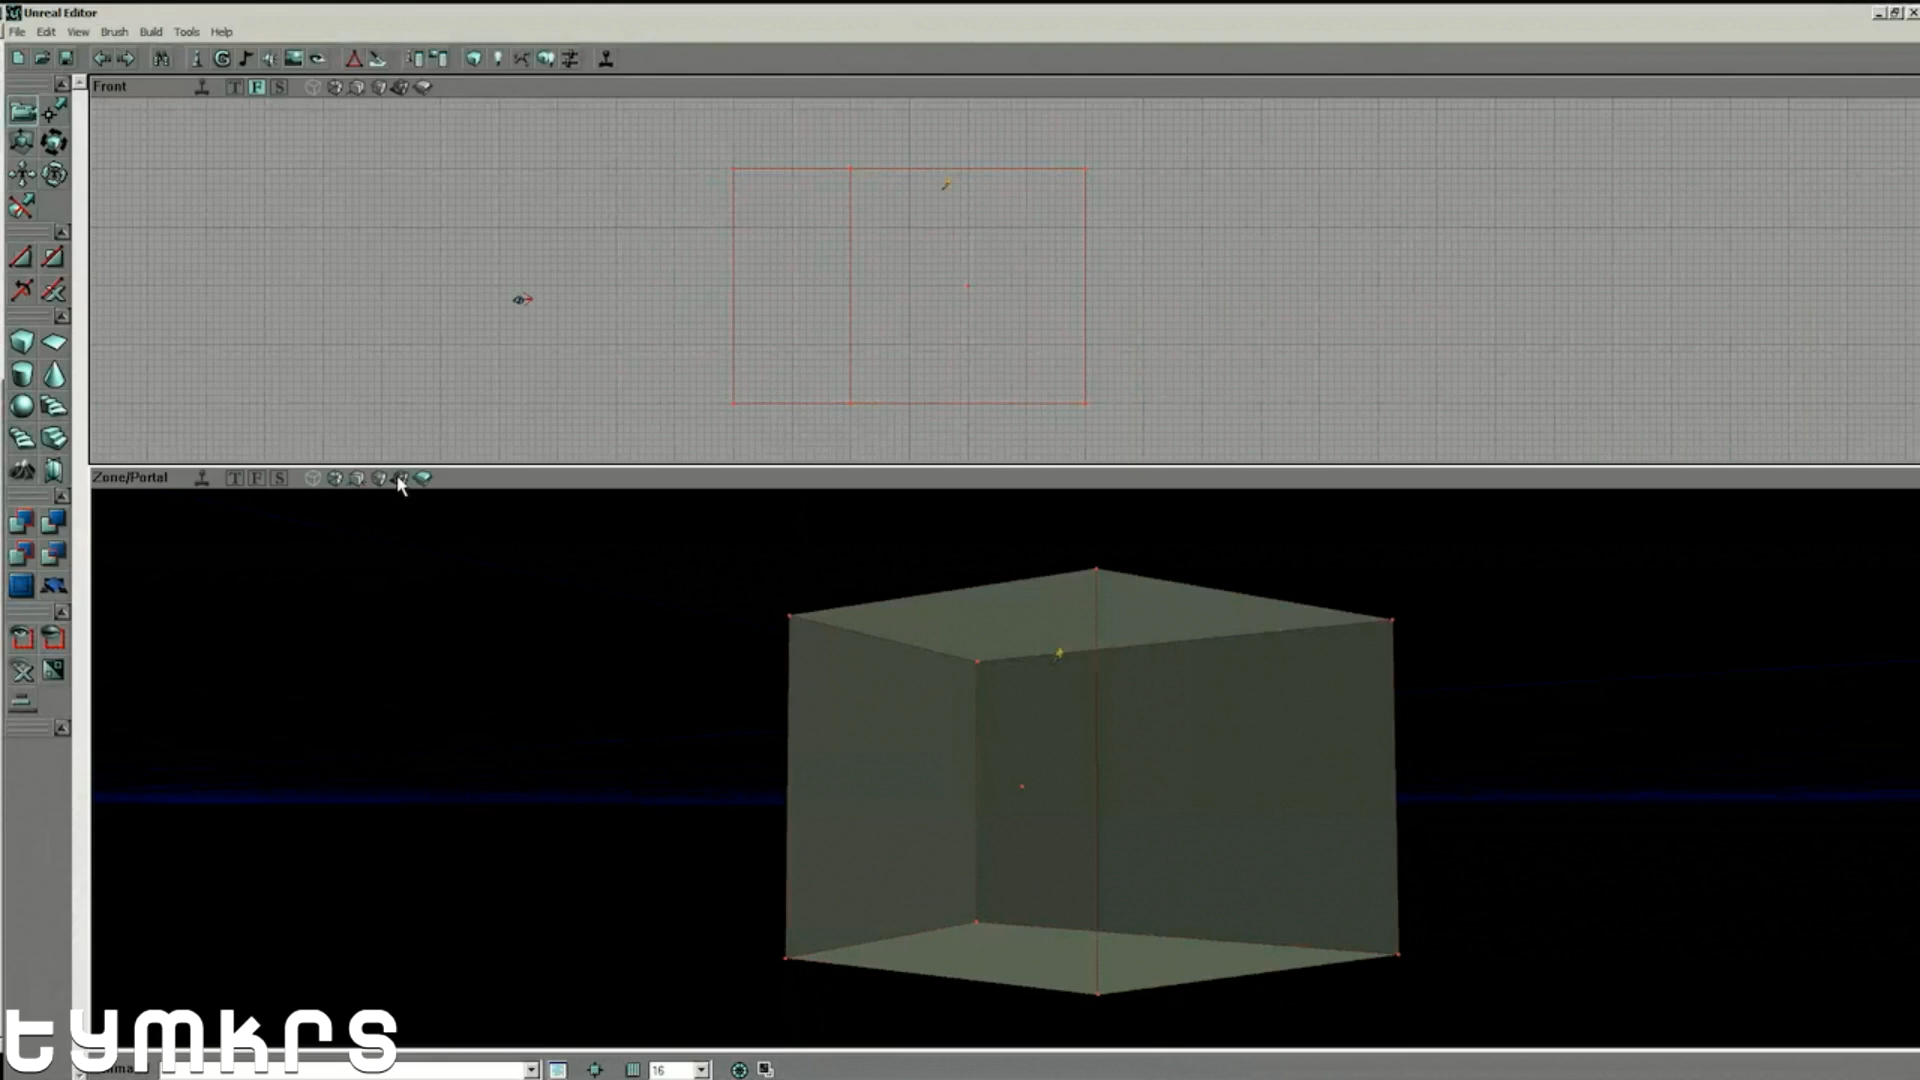 Unreal Editor
File Edit View Brush Build Tools Help
Front
T F S
Zone/Portal
T F S
tymkrs
16